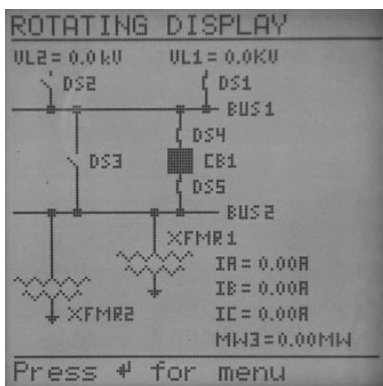 ROTATING DISPLAY
VL2= 0.0kV VL1= 0.0KV
DS2 DS1
BUS1
DS4
DS3 CB1
DS5
BUS2
XFMR1
IA= 0.00A
IB= 0.00A
XFMR2 IC= 0.00A
MW3=0.00MW
Press ↵ for menu